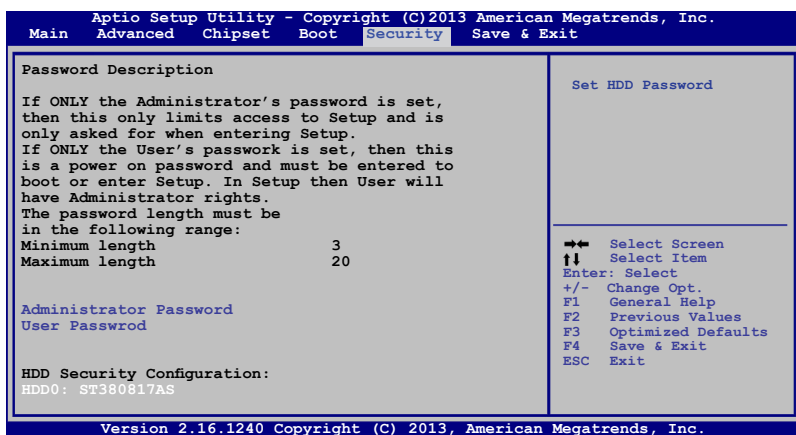 Aptio Setup Utility - Copyright (C)2013 American Megatrends, Inc.
Main Advanced Chipset Boot Security Save & Exit
Password Description
If ONLY the Administrator's password is set,
then this only limits access to Setup and is
only asked for when entering Setup.
If ONLY the User's passwork is set, then this
is a power on password and must be entered to
boot or enter Setup. In Setup then User will
have Administrator rights.
The password length must be
in the following range:
Minimum length 3
Maximum length 20
Administrator Password
User Passwrod
HDD Security Configuration:
HDD0: ST380817AS
Set HDD Password
→← Select Screen
↑↓ Select Item
Enter: Select
+/- Change Opt.
F1 General Help
F2 Previous Values
F3 Optimized Defaults
F4 Save & Exit
ESC Exit
Version 2.16.1240 Copyright (C) 2013, American Megatrends, Inc.